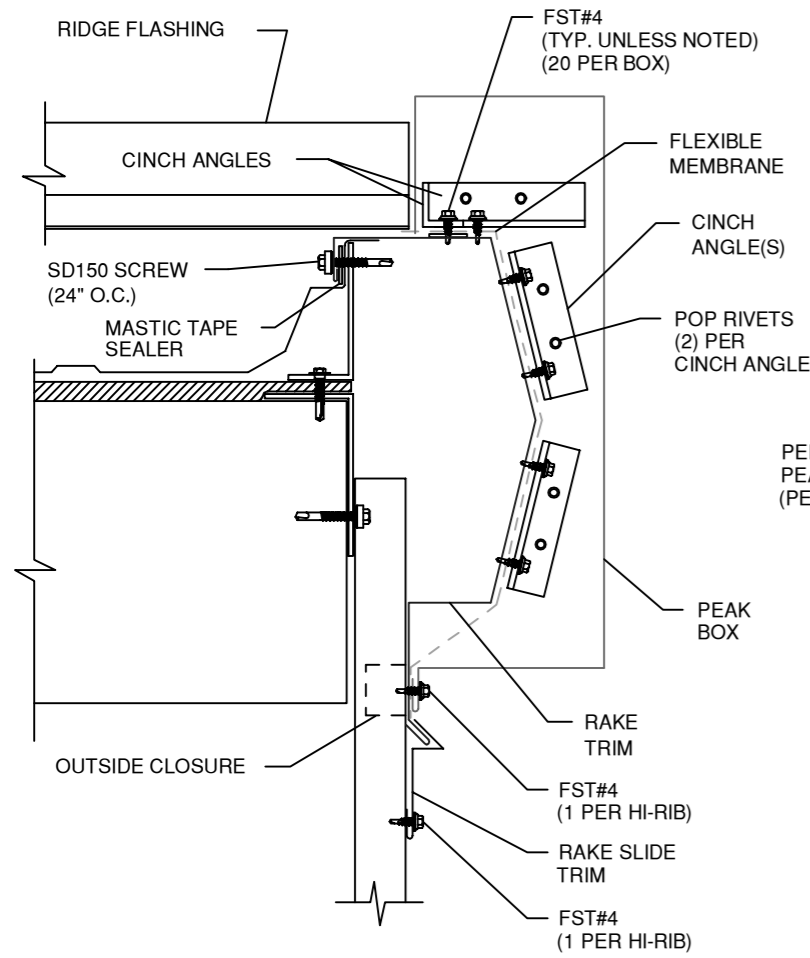 RIDGE FLASHING
FST#4
(TYP. UNLESS NOTED)
(20 PER BOX)
CINCH ANGLES
FLEXIBLE
MEMBRANE
CINCH
ANGLE(S)
SD150 SCREW
(24" O.C.)
MASTIC TAPE
SEALER
POP RIVETS
(2) PER
CINCH ANGLE
PEAK
BOX
RAKE
TRIM
OUTSIDE CLOSURE
FST#4
(1 PER HI-RIB)
RAKE SLIDE
TRIM
FST#4
(1 PER HI-RIB)